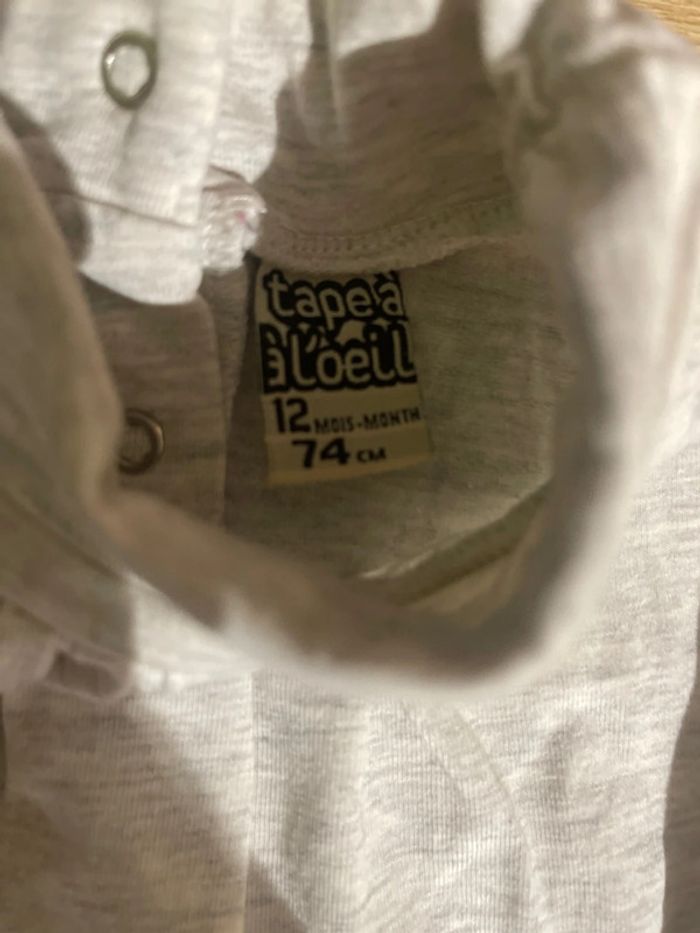 tape à
à l'oeil
12 MOIS-MONTH
74 CM